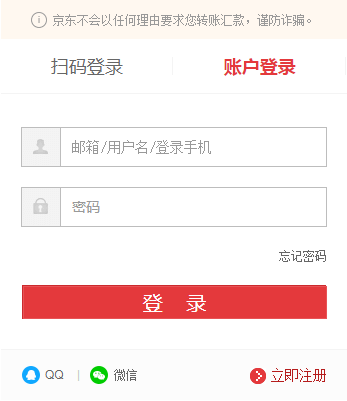 京东不会以任何理由要求您转账汇款，谨防诈骗。
扫码登录 账户登录
邮箱/用户名/登录手机
密码
忘记密码
登 录
QQ | 微信 立即注册